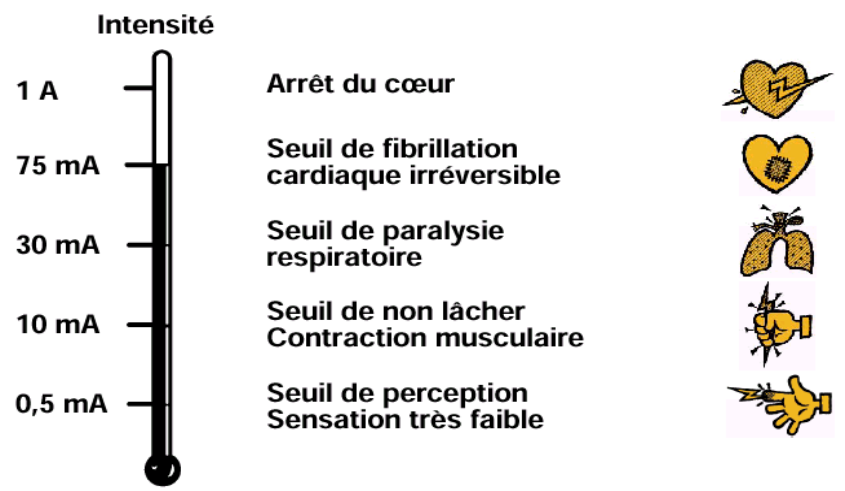 Intensité
1 A
Arrêt du cœur
75 mA
Seuil de fibrillation
cardiaque irréversible
30 mA
Seuil de paralysie
respiratoire
10 mA
Seuil de non lâcher
Contraction musculaire
0,5 mA
Seuil de perception
Sensation très faible